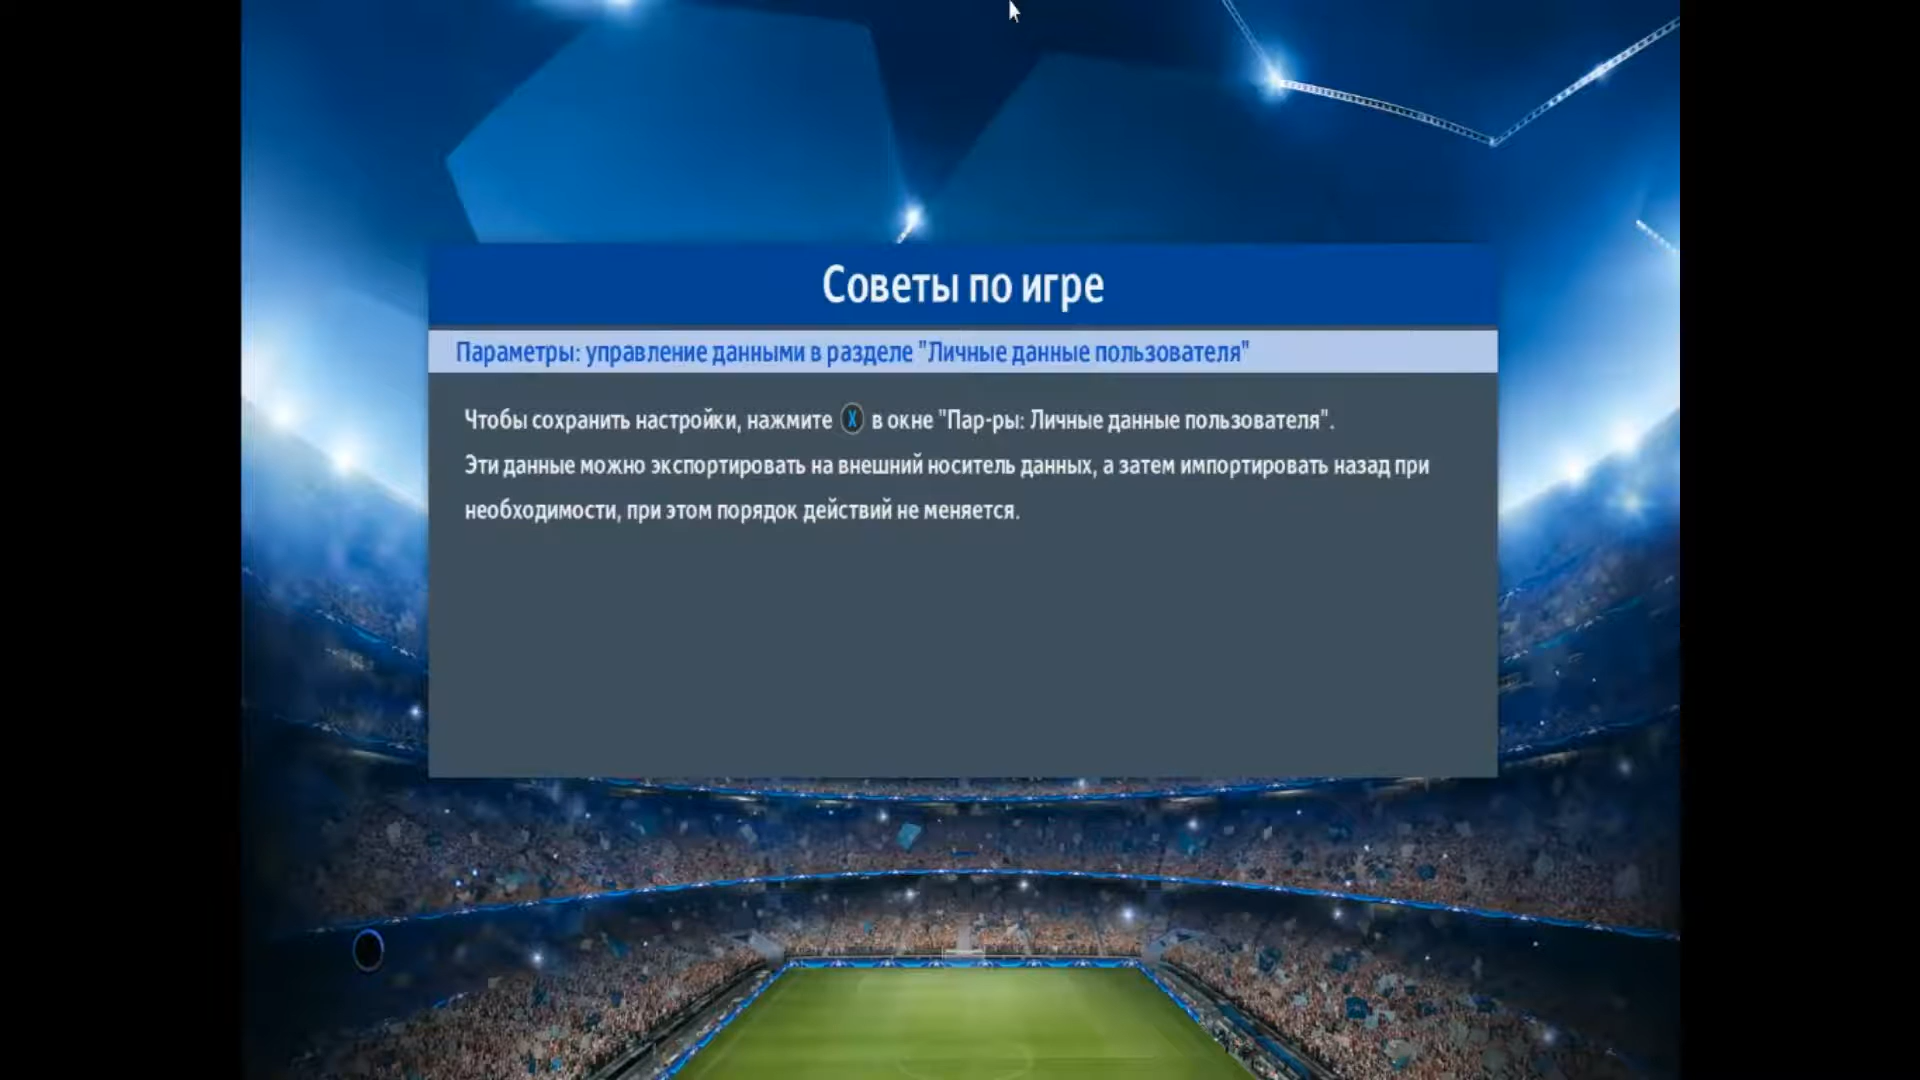 Советы по игре
Параметры: управление данными в разделе "Личные данные пользователя"
Чтобы сохранить настройки, нажмите X в окне "Пар-ры: Личные данные пользователя".
Эти данные можно экспортировать на внешний носитель данных, а затем импортировать назад при
необходимости, при этом порядок действий не меняется.